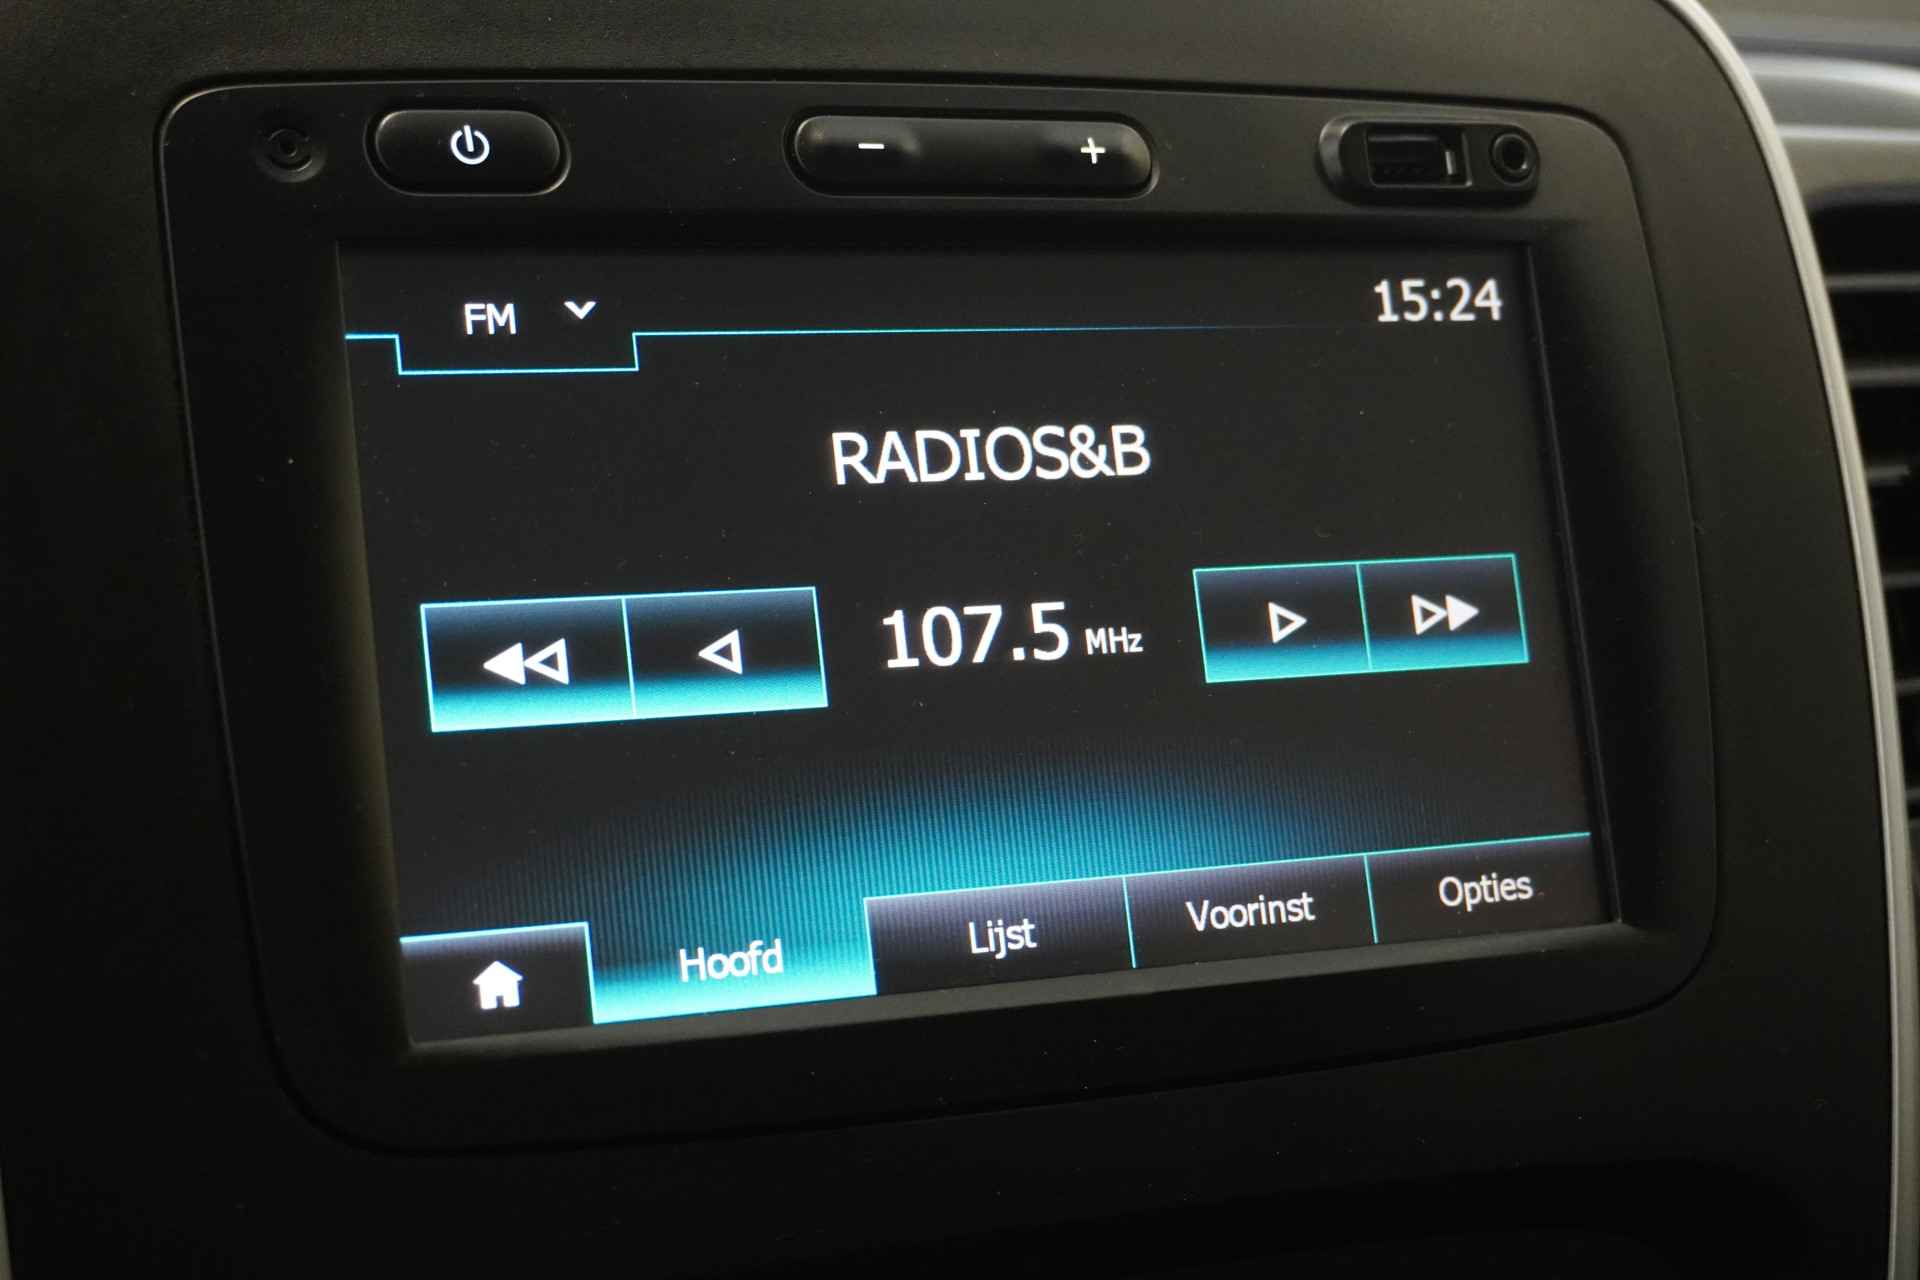 FM
15:24
RADIOS&B
107.5 MHz
Hoofd
Lijst
Voorinst
Opties